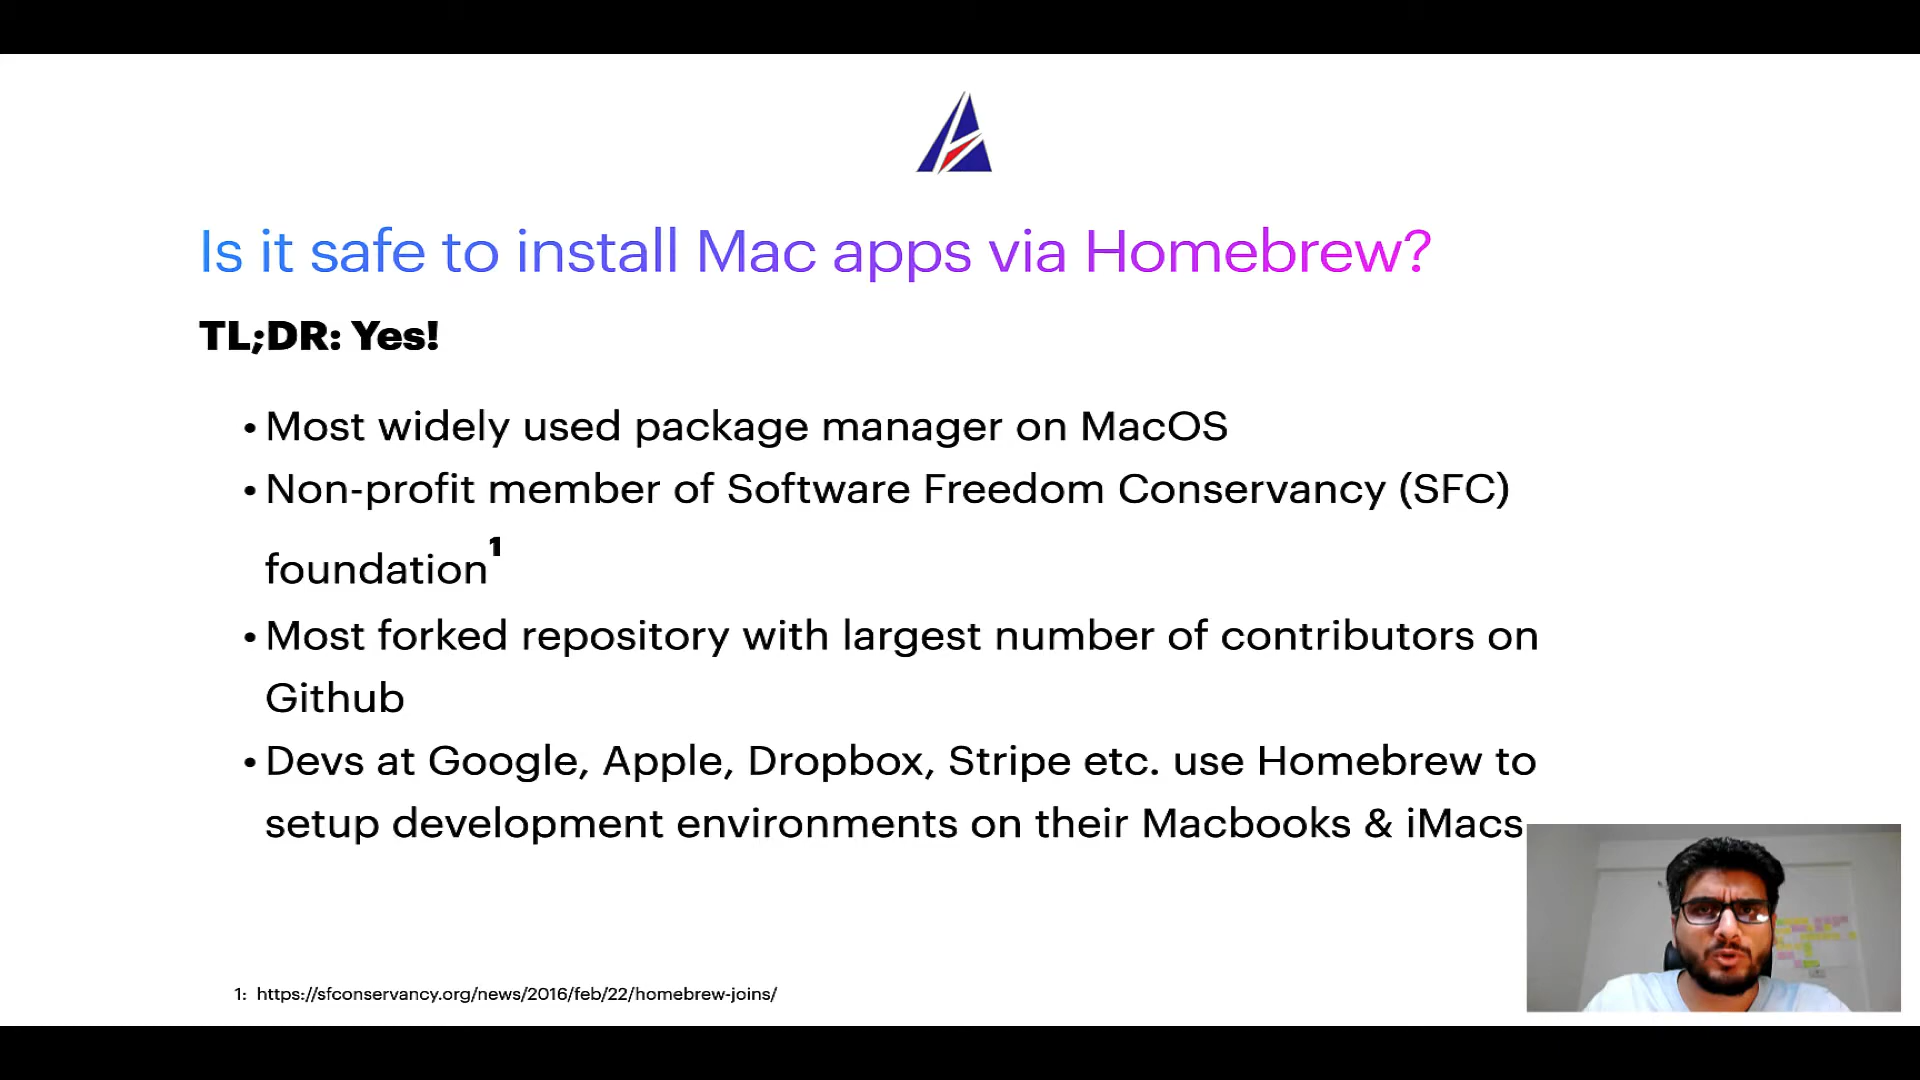 Is it safe to install Mac apps via Homebrew?
TL;DR: Yes!
• Most widely used package manager on MacOS
• Non-profit member of Software Freedom Conservancy (SFC)
foundation¹
• Most forked repository with largest number of contributors on
Github
• Devs at Google, Apple, Dropbox, Stripe etc. use Homebrew to
setup development environments on their Macbooks & iMacs
1: https://sfconservancy.org/news/2016/feb/22/homebrew-joins/